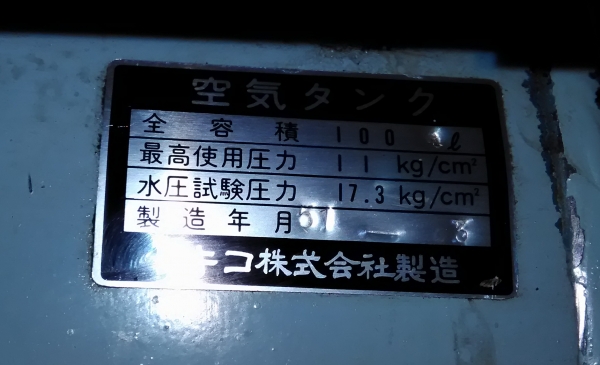 空気タンク
全容積 100 ℓ
最高使用圧力 11 kg/cm²
水圧試験圧力 17.3 kg/cm²
製造年月
キコ株式会社製造